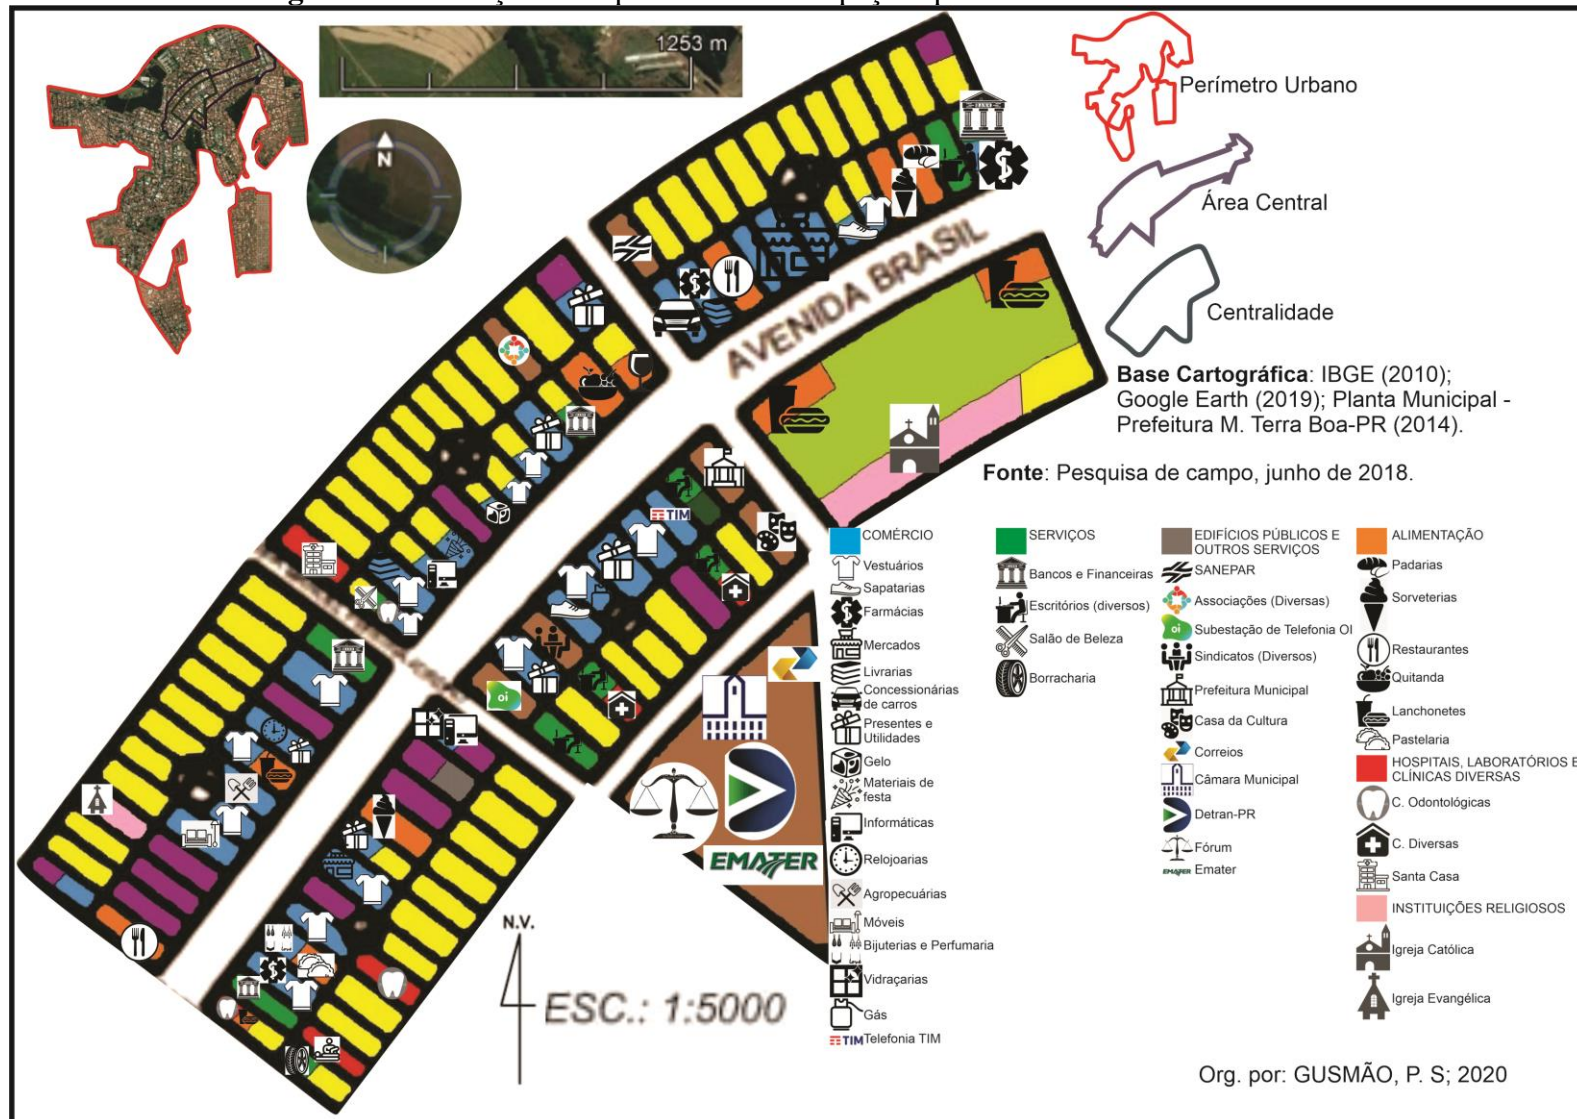 1253 m
N
Perímetro Urbano
Área Central
Centralidade
AVENIDA BRASIL
Base Cartográfica: IBGE (2010);
Google Earth (2019); Planta Municipal -
Prefeitura M. Terra Boa-PR (2014).
Fonte: Pesquisa de campo, junho de 2018.
TIM
oi
EMATER
N.V.
ESC.: 1:5000
COMÉRCIO
Vestuários
Sapatarias
Farmácias
Mercados
Livrarias
Concessionárias
de carros
Presentes e
Utilidades
Gelo
Materiais de
festa
Informáticas
Relojoarias
Agropecuárias
Móveis
Bijuterias e Perfumaria
Vidraçarias
Gás
TIM Telefonia TIM
SERVIÇOS
Bancos e Financeiras
Escritórios (diversos)
Salão de Beleza
Borracharia
EDIFÍCIOS PÚBLICOS E
OUTROS SERVIÇOS
SANEPAR
Associações (Diversas)
oi Subestação de Telefonia OI
Sindicatos (Diversos)
Prefeitura Municipal
Casa da Cultura
Correios
Câmara Municipal
Detran-PR
Fórum
EMATER Emater
ALIMENTAÇÃO
Padarias
Sorveterias
Restaurantes
Quitanda
Lanchonetes
Pastelaria
HOSPITAIS, LABORATÓRIOS E
CLÍNICAS DIVERSAS
C. Odontológicas
C. Diversas
Santa Casa
INSTITUIÇÕES RELIGIOSOS
Igreja Católica
Igreja Evangélica
Org. por: GUSMÃO, P. S; 2020